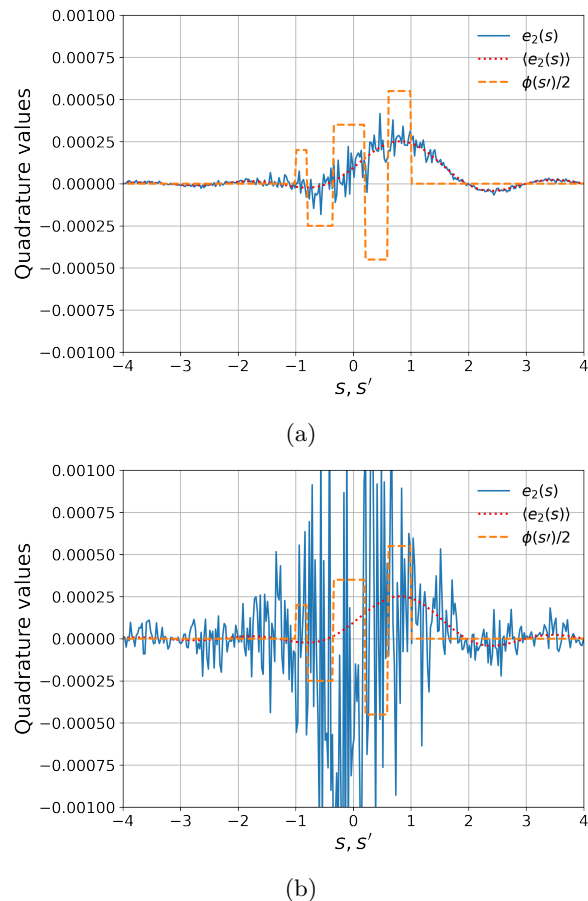 0.00100
0.00075
0.00050
0.00025
0.00000
−0.00025
−0.00050
−0.00075
−0.00100
Quadrature values
e₂(s)
⟨e₂(s)⟩
ϕ(s′)/2
−4 −3 −2 −1 0 1 2 3 4
s, s′
(a)
0.00100
0.00075
0.00050
0.00025
0.00000
−0.00025
−0.00050
−0.00075
−0.00100
Quadrature values
e₂(s)
⟨e₂(s)⟩
ϕ(s′)/2
−4 −3 −2 −1 0 1 2 3 4
s, s′
(b)